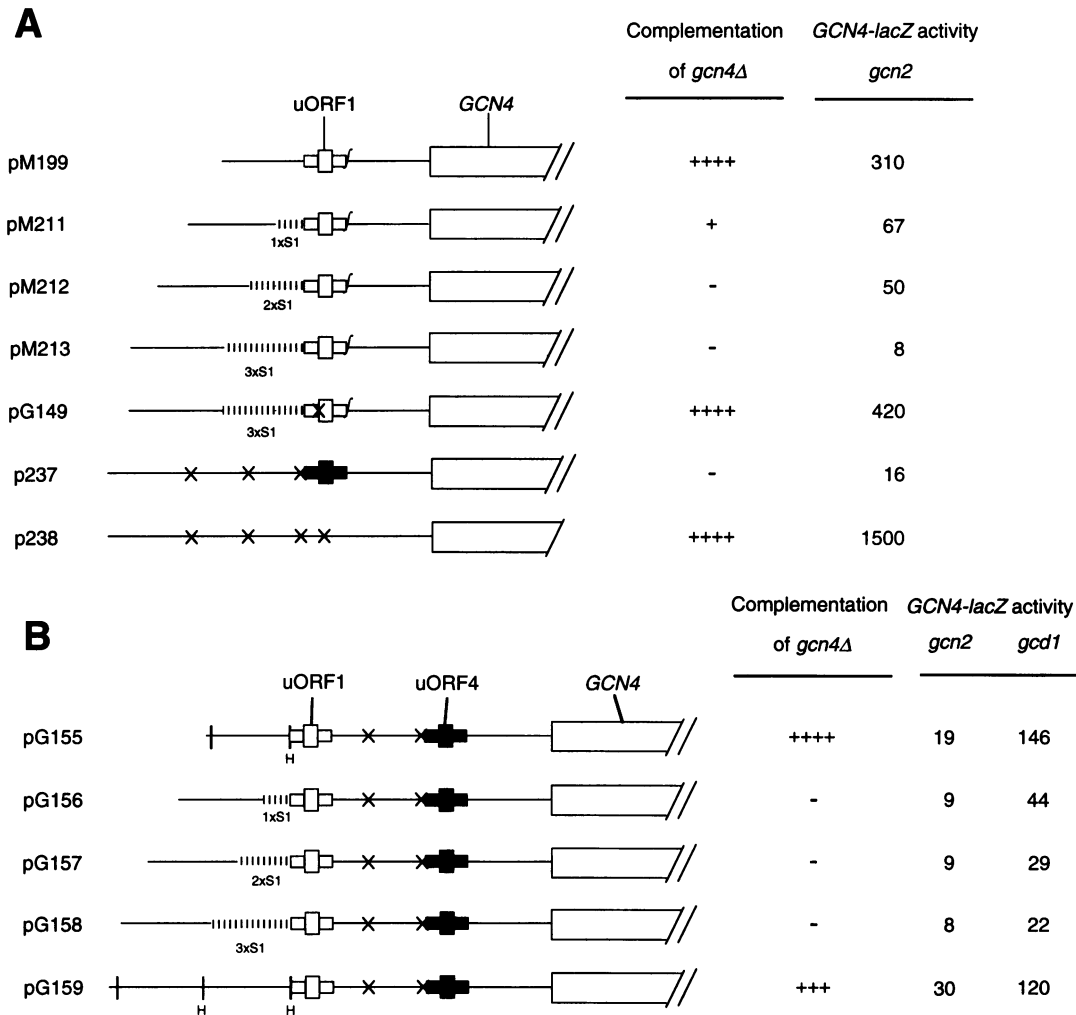 A
Complementation of gcn4Δ
GCN4-lacZ activity
gcn2
uORF1
GCN4
pM199 ++++ 310
pM211 1xS1 + 67
pM212 2xS1 - 50
pM213 3xS1 - 8
pG149 3xS1 ++++ 420
p237 - 16
p238 ++++ 1500
B
Complementation of gcn4Δ
GCN4-lacZ activity
gcn2 gcd1
uORF1 uORF4 GCN4
pG155 H ++++ 19 146
pG156 1xS1 - 9 44
pG157 2xS1 - 9 29
pG158 3xS1 - 8 22
pG159 H H +++ 30 120